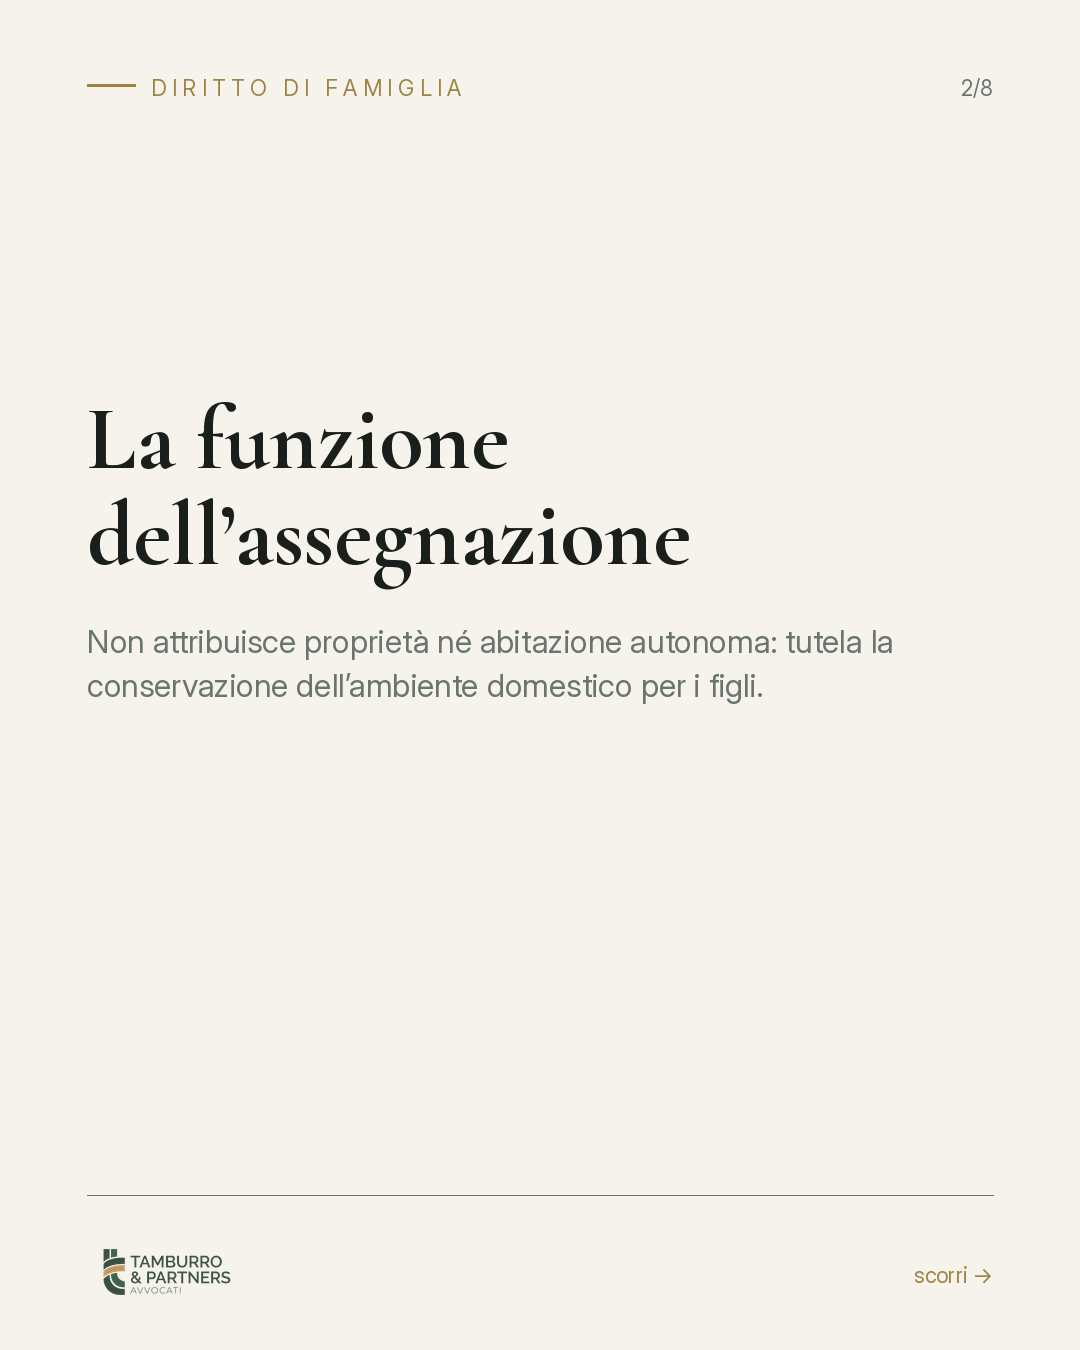 DIRITTO DI FAMIGLIA
2/8
La funzione
dell’assegnazione
Non attribuisce proprietà né abitazione autonoma: tutela la
conservazione dell’ambiente domestico per i figli.
TAMBURRO
& PARTNERS
AVVOCATI
scorri →